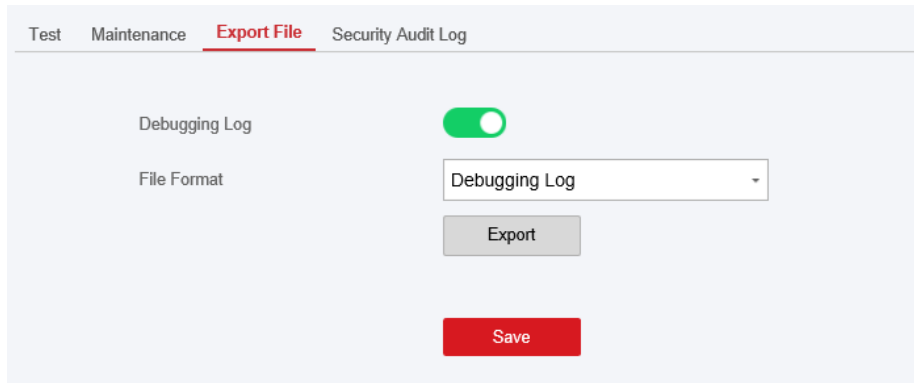 Test Maintenance Export File Security Audit Log
Debugging Log
File Format Debugging Log
Export
Save